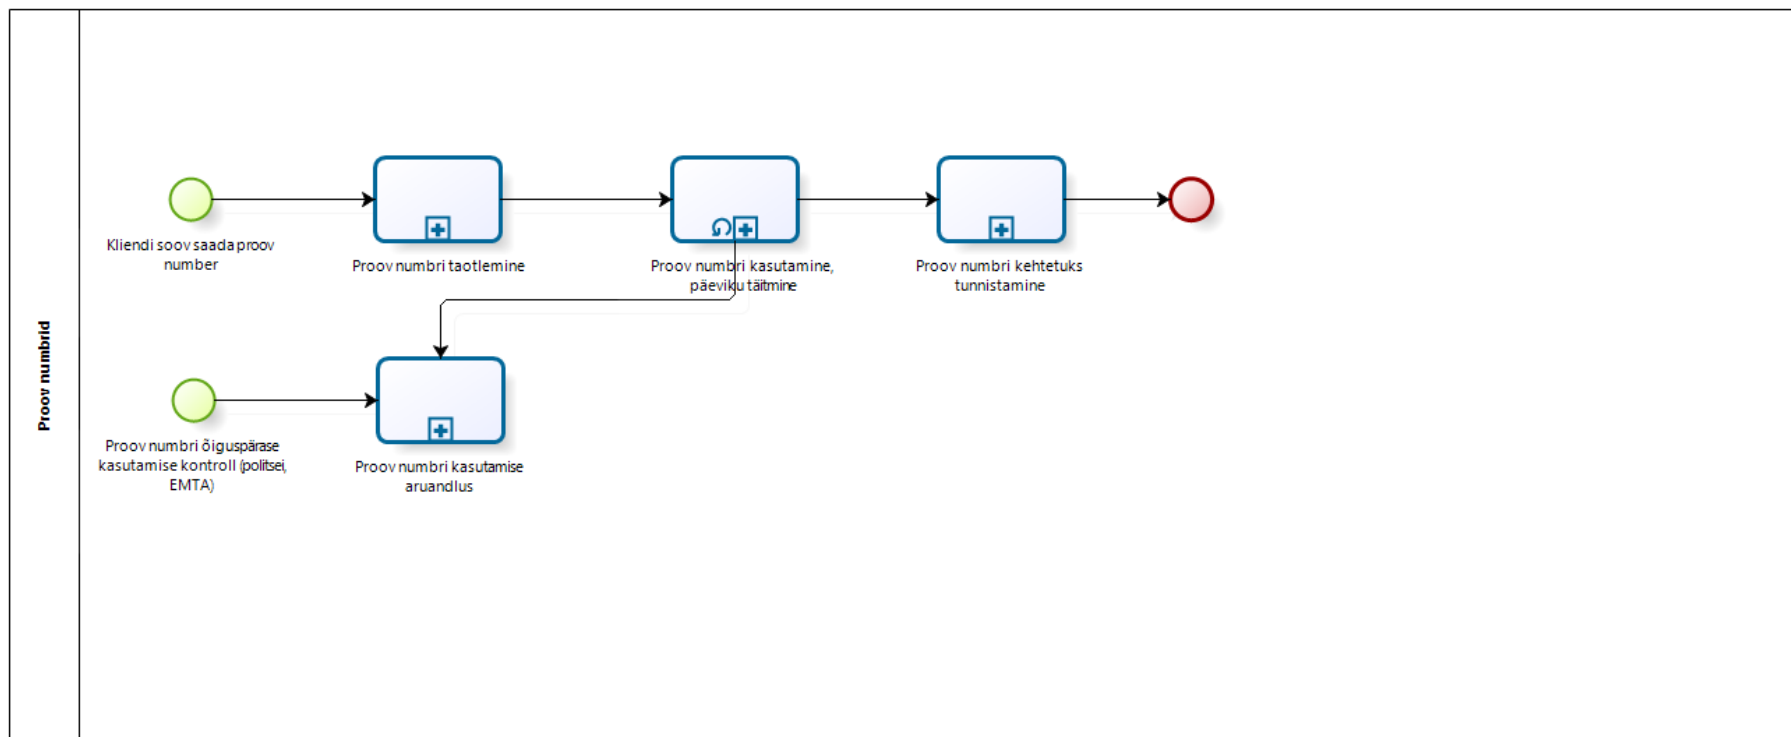 Proov numbrid
Kliendi soov saada proov
number
Proov numbri taotlemine
Proov numbri kasutamine,
päeviku täitmine
Proov numbri kehtetuks
tunnistamine
Proov numbri õiguspärase
kasutamise kontroll (politsei,
EMTA)
Proov numbri kasutamise
aruandlus